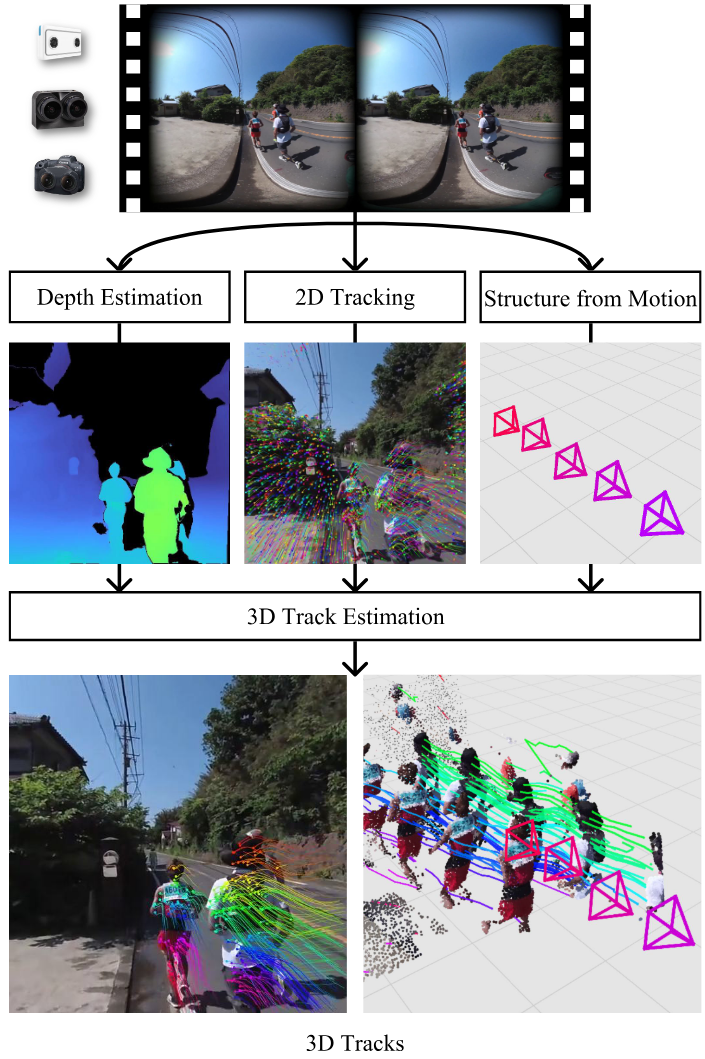 Depth Estimation
2D Tracking
Structure from Motion
3D Track Estimation
3D Tracks